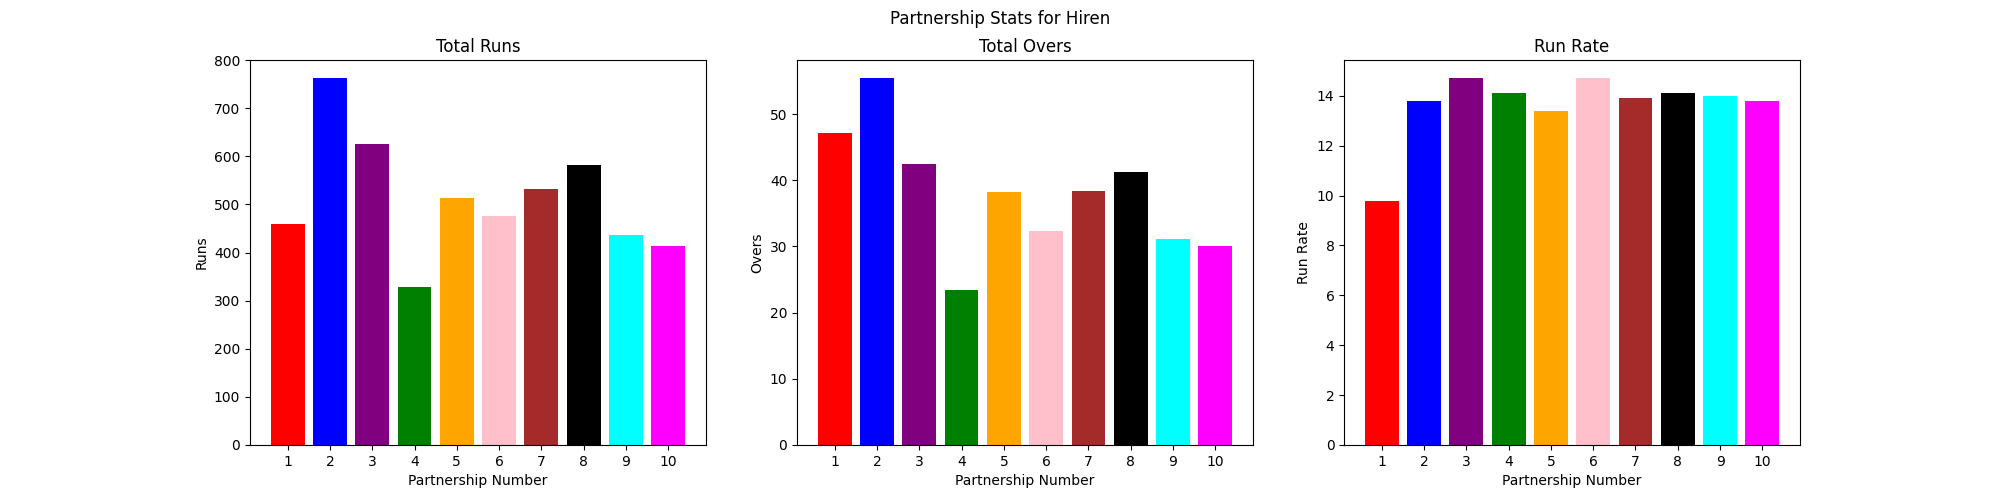 Partnership Stats for Hiren
Total Runs
800
700
600
500
400
300
200
100
0
Runs
1 2 3 4 5 6 7 8 9 10
Partnership Number
Total Overs
50
40
30
20
10
0
Overs
1 2 3 4 5 6 7 8 9 10
Partnership Number
Run Rate
14
12
10
8
6
4
2
0
Run Rate
1 2 3 4 5 6 7 8 9 10
Partnership Number